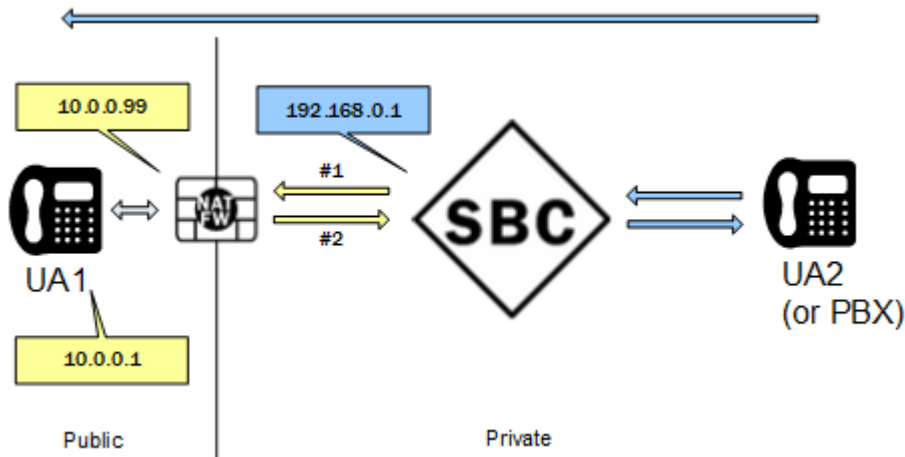 10.0.0.99
192.168.0.1
#1
NAT
FW
SBC
#2
UA1
UA2
(or PBX)
10.0.0.1
Public
Private